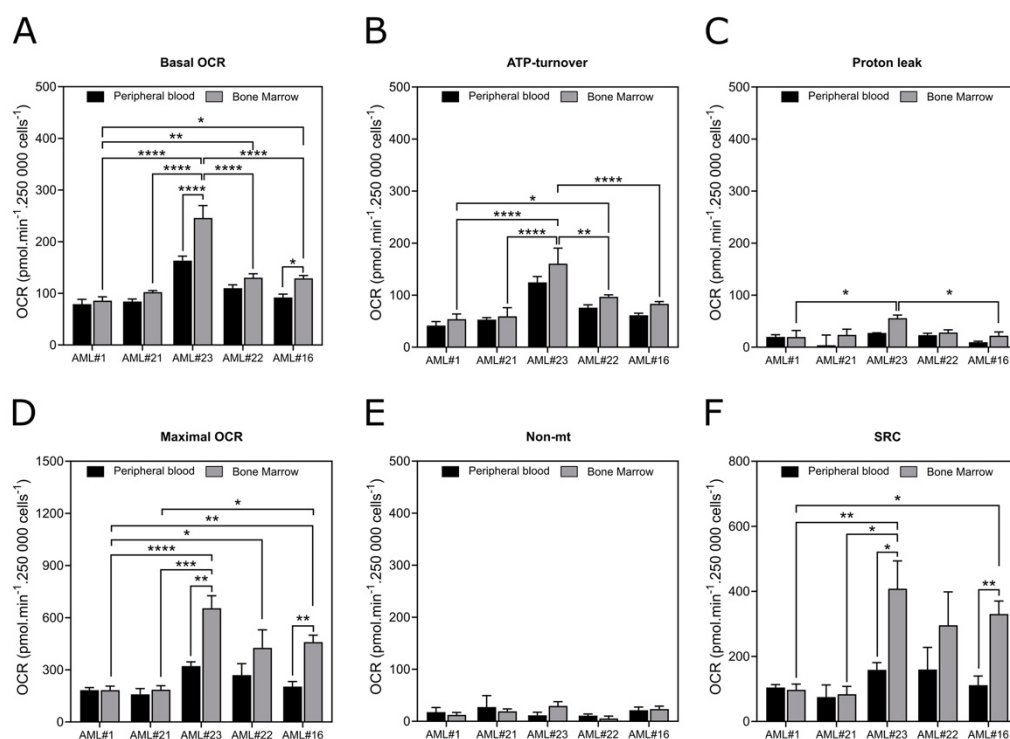 A
Basal OCR
OCR (pmol.min⁻¹.250 000 cells⁻¹)
500
400
300
200
100
0
Peripheral blood Bone Marrow
*
**
**** ****
**** ****
****
*
AML#1 AML#21 AML#23 AML#22 AML#16
B
ATP-turnover
OCR (pmol.min⁻¹.250 000 cells⁻¹)
500
400
300
200
100
0
Peripheral blood Bone Marrow
****
*
****
**** **
AML#1 AML#21 AML#23 AML#22 AML#16
C
Proton leak
OCR (pmol.min⁻¹.250 000 cells⁻¹)
500
400
300
200
100
0
Peripheral blood Bone Marrow
* *
AML#1 AML#21 AML#23 AML#22 AML#16
D
Maximal OCR
OCR (pmol.min⁻¹.250 000 cells⁻¹)
1500
1200
900
600
300
0
Peripheral blood Bone Marrow
*
**
*
****
***
**
**
AML#1 AML#21 AML#23 AML#22 AML#16
E
Non-mt
OCR (pmol.min⁻¹.250 000 cells⁻¹)
500
400
300
200
100
0
Peripheral blood Bone Marrow
AML#1 AML#21 AML#23 AML#22 AML#16
F
SRC
OCR (pmol.min⁻¹.250 000 cells⁻¹)
800
600
400
200
0
Peripheral blood Bone Marrow
*
**
*
*
**
AML#1 AML#21 AML#23 AML#22 AML#16